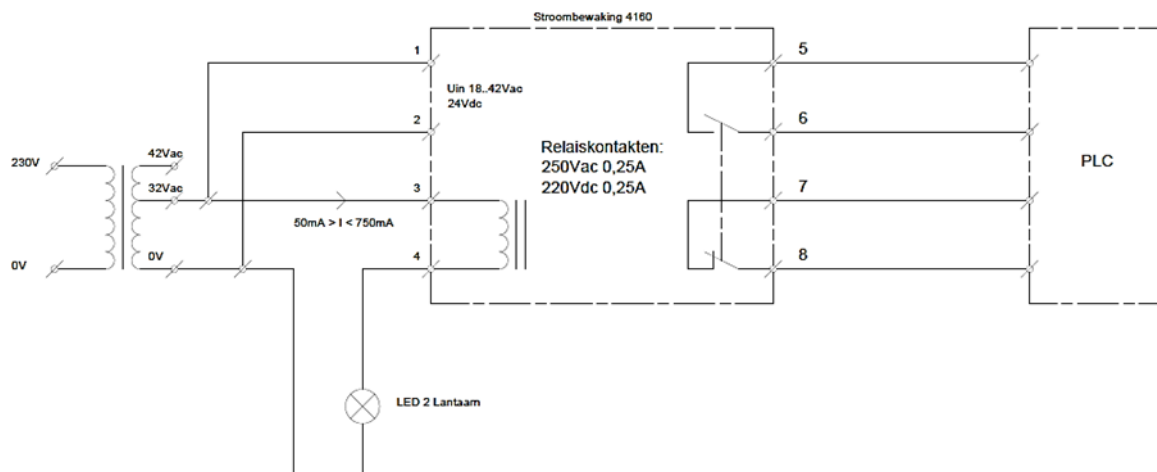 Stroombewaking 4160
1
5
Uin 18..42Vac
24Vdc
2
6
Relaiskontakten:
250Vac 0,25A
220Vdc 0,25A
PLC
42Vac
230V
32Vac
3
7
50mA > I < 750mA
0V
0V
4
8
LED 2 Lantaarn